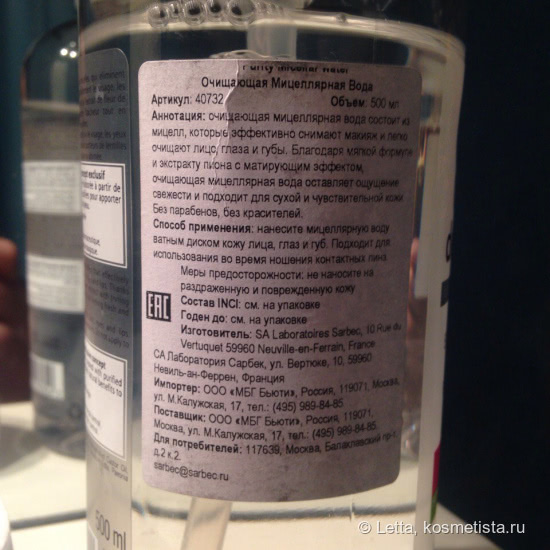 Purity Micellar Water
Очищающая Мицеллярная Вода
Артикул: 40732 Объем: 500 мл
Аннотация: очищающая мицеллярная вода состоит из
мицелл, которые эффективно снимают макияж и легко
очищают лицо, глаза и губы. Благодаря мягкой формуле
и экстракту пиона с матирующим эффектом,
очищающая мицеллярная вода оставляет ощущение
свежести и подходит для сухой и чувствительной кожи.
Без парабенов, без красителей.
Способ применения: нанесите мицеллярную воду
ватным диском кожу лица, глаз и губ. Подходит для
использования во время ношения контактных линз.
Меры предосторожности: не наносите на
раздраженную и поврежденную кожу
EAC
Состав INCI: см. на упаковке
Годен до: см. на упаковке
Изготовитель: SA Laboratoires Sarbec, 10 Rue du
Vertuquet 59960 Neuville-en-Ferrain, France
СА Лаборатория Сарбек, ул. Вертюке, 10, 59960
Невиль-ан-Феррен, Франция
Импортер: ООО «МБГ Бьюти», Россия, 119071, Москва,
ул. М.Калужская, 17, тел.: (495) 989-84-85.
Поставщик: ООО «МБГ Бьюти», Россия, 119071,
Москва, ул. М.Калужская, 17, тел.: (495) 989-84-85.
Для потребителей: 117639, Москва, Балаклавский пр-т,
д.2 к.2.
sarbec@sarbec.ru
500 ml
© Letta, kosmetista.ru